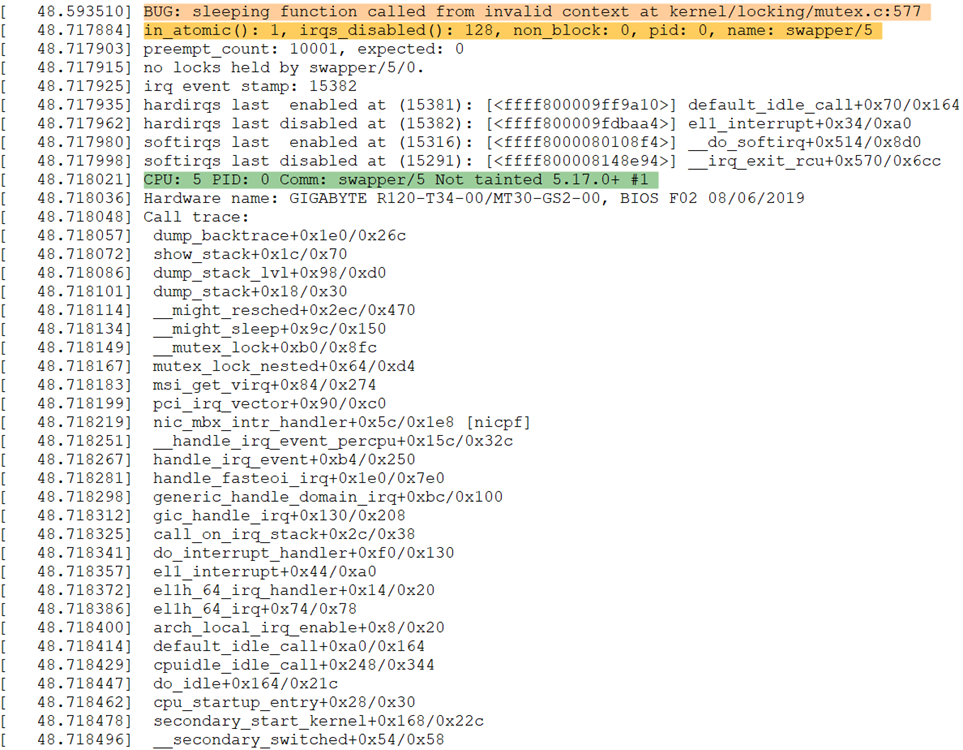 [   48.593510] BUG: sleeping function called from invalid context at kernel/locking/mutex.c:577
[   48.717884] in_atomic(): 1, irqs_disabled(): 128, non_block: 0, pid: 0, name: swapper/5
[   48.717903] preempt_count: 10001, expected: 0
[   48.717915] no locks held by swapper/5/0.
[   48.717925] irq event stamp: 15382
[   48.717935] hardirqs last  enabled at (15381): [<ffff800009ff9a10>] default_idle_call+0x70/0x164
[   48.717962] hardirqs last disabled at (15382): [<ffff800009fdbaa4>] el1_interrupt+0x34/0xa0
[   48.717980] softirqs last  enabled at (15316): [<ffff8000080108f4>] __do_softirq+0x514/0x8d0
[   48.717998] softirqs last disabled at (15291): [<ffff800008148e94>] __irq_exit_rcu+0x570/0x6cc
[   48.718021] CPU: 5 PID: 0 Comm: swapper/5 Not tainted 5.17.0+ #1
[   48.718036] Hardware name: GIGABYTE R120-T34-00/MT30-GS2-00, BIOS F02 08/06/2019
[   48.718048] Call trace:
[   48.718057]  dump_backtrace+0x1e0/0x26c
[   48.718072]  show_stack+0x1c/0x70
[   48.718086]  dump_stack_lvl+0x98/0xd0
[   48.718101]  dump_stack+0x18/0x30
[   48.718114]  __might_resched+0x2ec/0x470
[   48.718134]  __might_sleep+0x9c/0x150
[   48.718149]  __mutex_lock+0xb0/0x8fc
[   48.718167]  mutex_lock_nested+0x64/0xd4
[   48.718183]  msi_get_virq+0x84/0x274
[   48.718199]  pci_irq_vector+0x90/0xc0
[   48.718219]  nic_mbx_intr_handler+0x5c/0x1e8 [nicpf]
[   48.718251]  __handle_irq_event_percpu+0x15c/0x32c
[   48.718267]  handle_irq_event+0xb4/0x250
[   48.718281]  handle_fasteoi_irq+0x1e0/0x7e0
[   48.718298]  generic_handle_domain_irq+0xbc/0x100
[   48.718312]  gic_handle_irq+0x130/0x208
[   48.718325]  call_on_irq_stack+0x2c/0x38
[   48.718341]  do_interrupt_handler+0xf0/0x130
[   48.718357]  el1_interrupt+0x44/0xa0
[   48.718372]  el1h_64_irq_handler+0x14/0x20
[   48.718386]  el1h_64_irq+0x74/0x78
[   48.718400]  arch_local_irq_enable+0x8/0x20
[   48.718414]  default_idle_call+0xa0/0x164
[   48.718429]  cpuidle_idle_call+0x248/0x344
[   48.718447]  do_idle+0x164/0x21c
[   48.718462]  cpu_startup_entry+0x28/0x30
[   48.718478]  secondary_start_kernel+0x168/0x22c
[   48.718496]  __secondary_switched+0x54/0x58